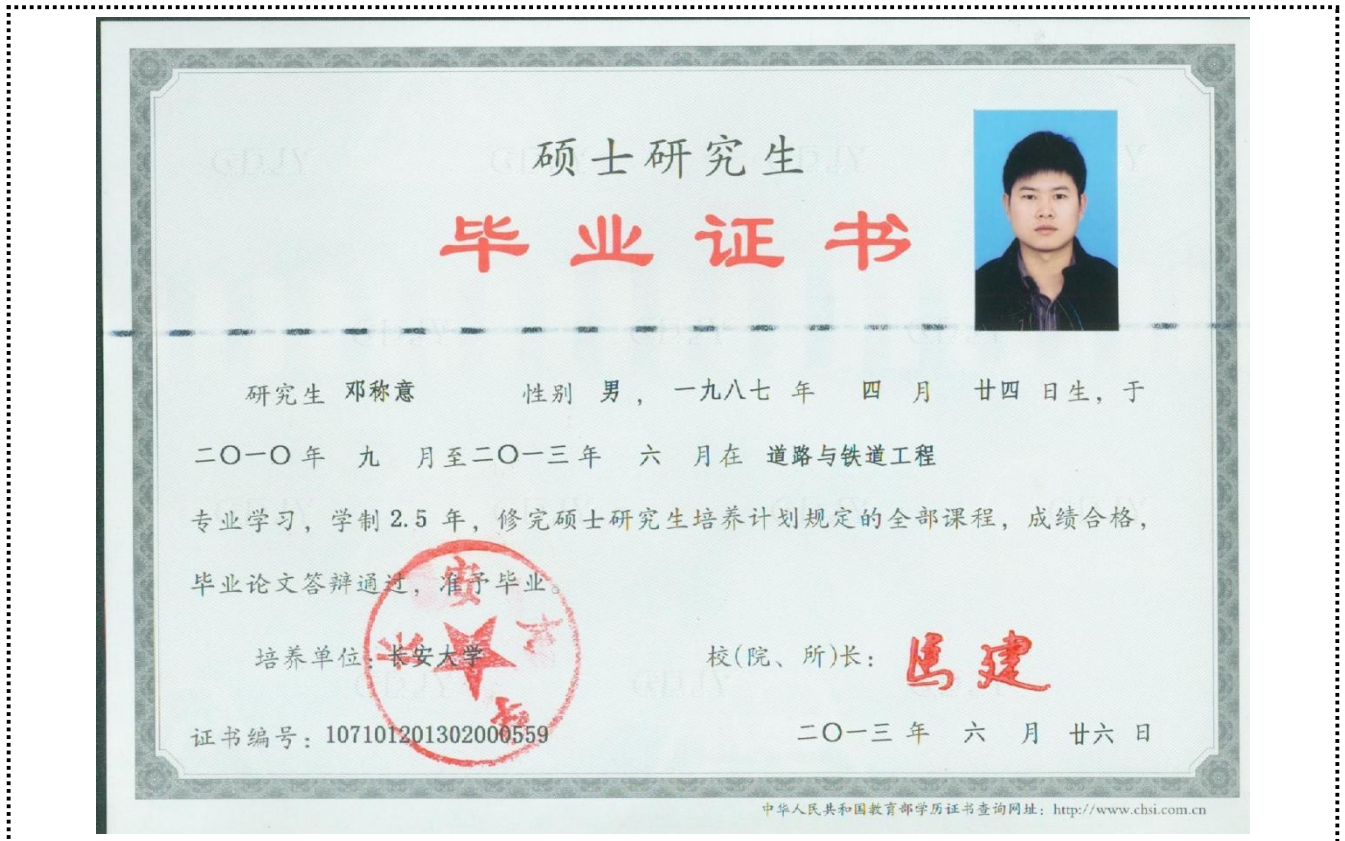 硕士研究生
毕业证书
研究生 邓称意 性别 男, 一九八七 年 四 月 廿四 日生, 于
二〇一〇 年 九 月至二〇一三 年 六 月在 道路与铁道工程
专业学习, 学制 2.5 年, 修完硕士研究生培养计划规定的全部课程, 成绩合格,
毕业论文答辩通过, 准予毕业。
长安大学
培养单位: 长安大学 校(院、所)长: 马建
证书编号: 107101201302000559 二〇一三 年 六 月 廿六 日
中华人民共和国教育部学历证书查询网址: http://www.chsi.com.cn